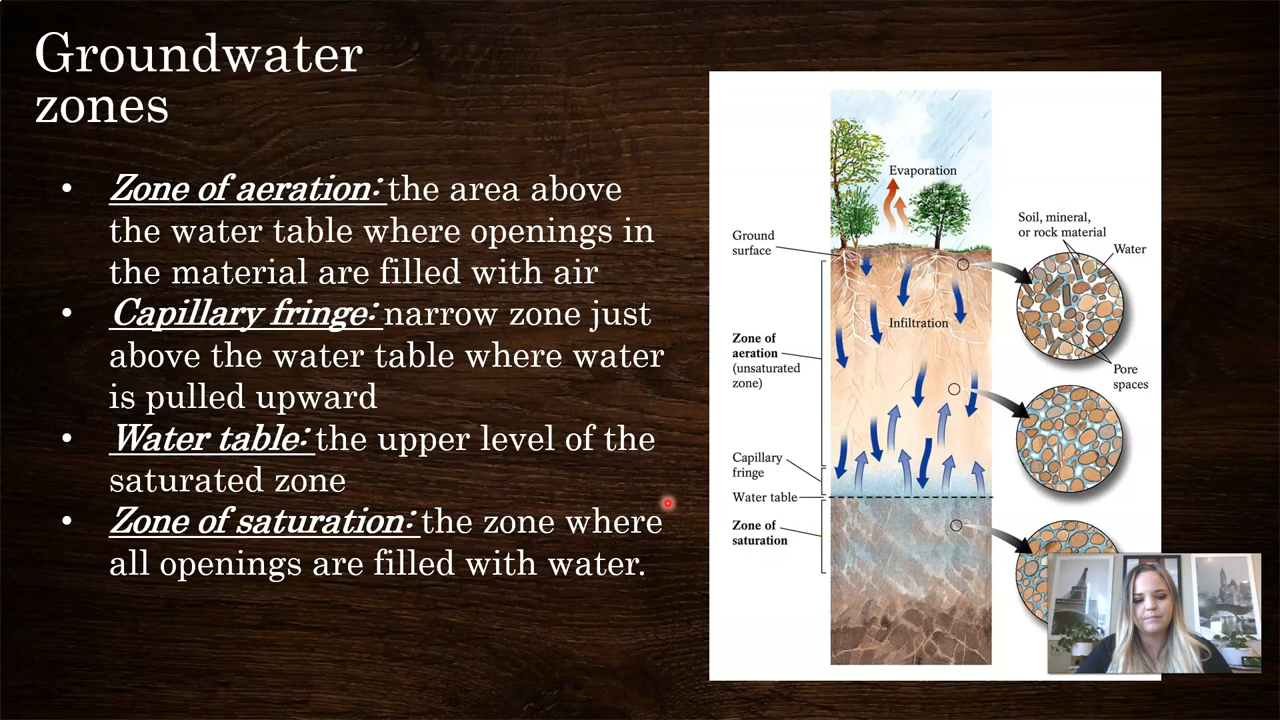 Groundwater
zones
• Zone of aeration: the area above
the water table where openings in
the material are filled with air
• Capillary fringe: narrow zone just
above the water table where water
is pulled upward
• Water table: the upper level of the
saturated zone
• Zone of saturation: the zone where
all openings are filled with water.
Evaporation
Ground
surface
Soil, mineral,
or rock material
Water
Infiltration
Zone of
aeration
(unsaturated
zone)
Pore
spaces
Capillary
fringe
Water table
Zone of
saturation